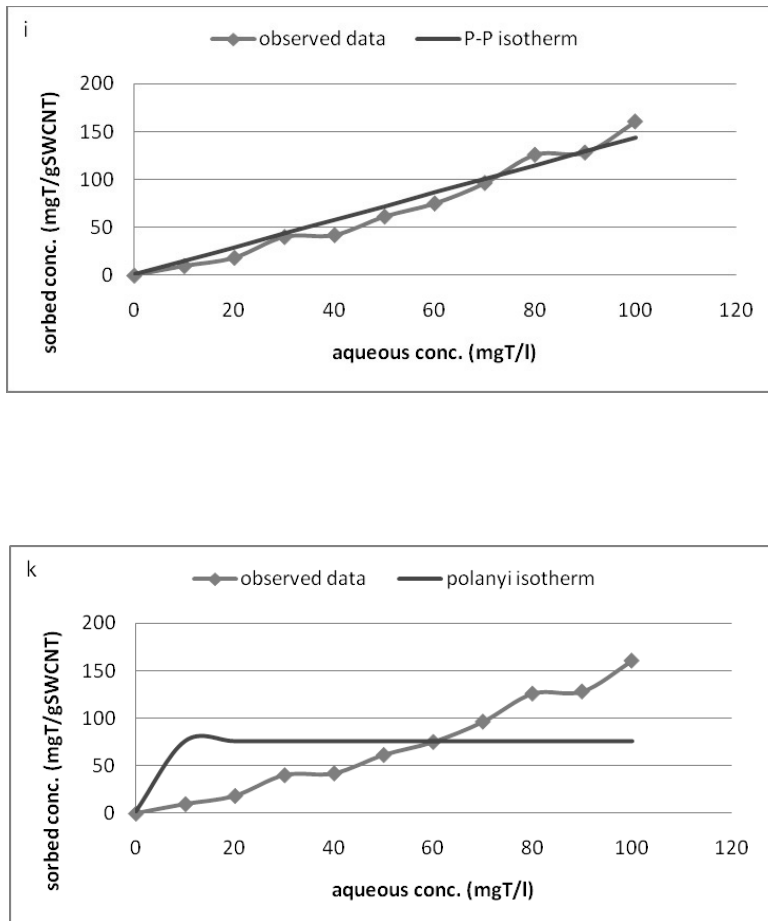 i
observed data P-P isotherm
sorbed conc. (mgT/gSWCNT)
200
150
100
50
0
0 20 40 60 80 100 120
aqueous conc. (mgT/l)
k
observed data polanyi isotherm
sorbed conc. (mgT/gSWCNT)
200
150
100
50
0
0 20 40 60 80 100 120
aqueous conc. (mgT/l)